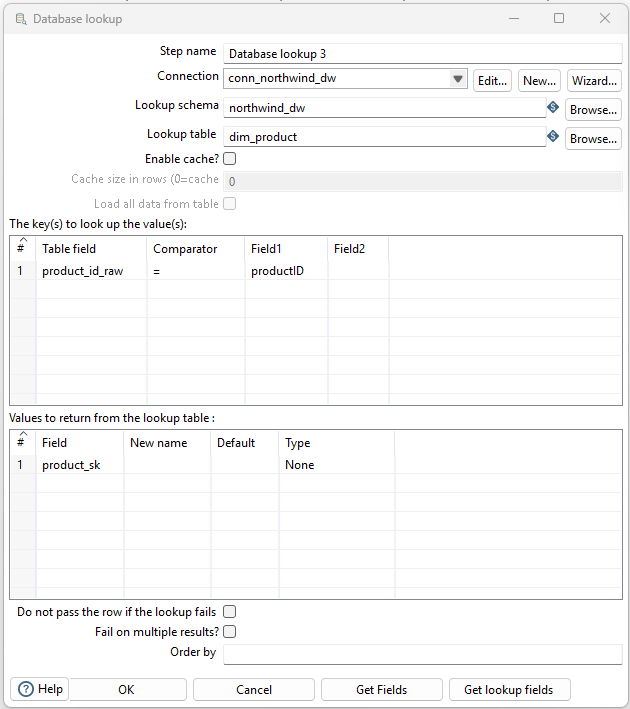 Database lookup
Step name Database lookup 3
Connection conn_northwind_dw Edit... New... Wizard...
Lookup schema northwind_dw S Browse...
Lookup table dim_product S Browse...
Enable cache?
Cache size in rows (0=cache 0
Load all data from table
The key(s) to look up the value(s):
# Table field Comparator Field1 Field2
1 product_id_raw = productID
Values to return from the lookup table :
# Field New name Default Type
1 product_sk None
Do not pass the row if the lookup fails
Fail on multiple results?
Order by
? Help OK Cancel Get Fields Get lookup fields